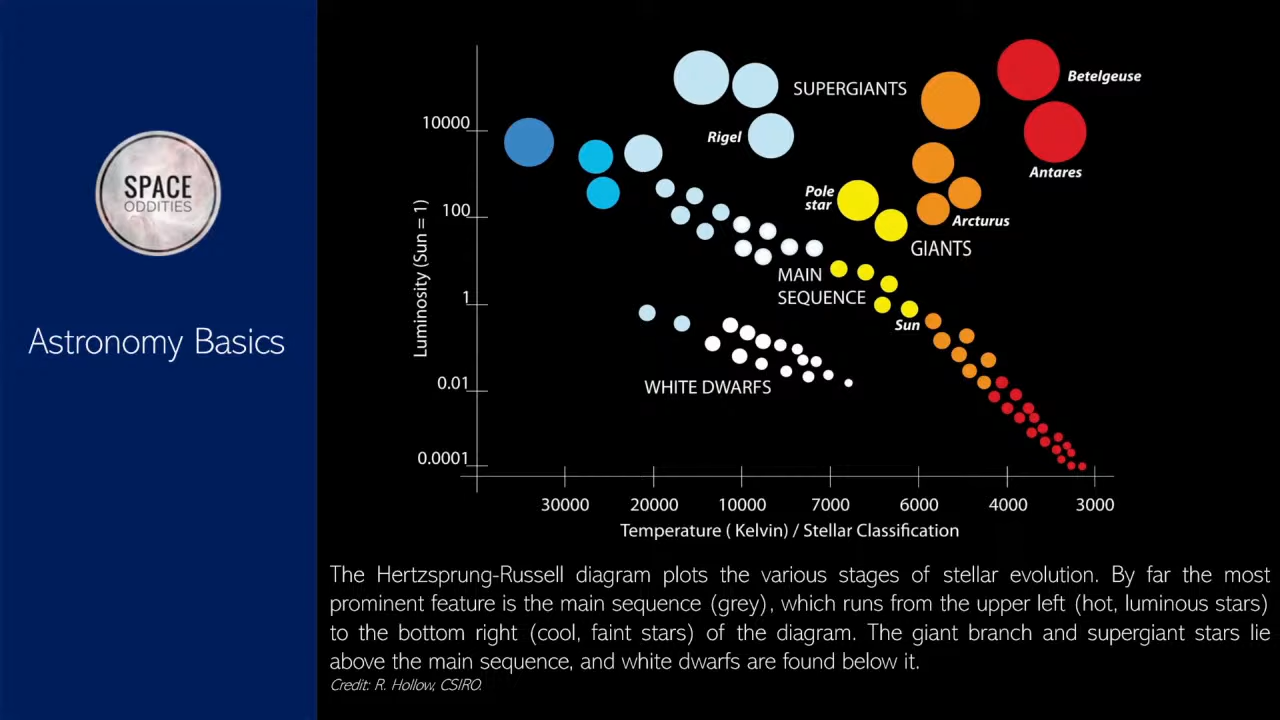 SPACE
ODDITIES
Astronomy Basics
SUPERGIANTS
Betelgeuse
10000
Rigel
Antares
Pole
star
100
Arcturus
GIANTS
Luminosity (Sun = 1)
MAIN
SEQUENCE
1
Sun
0.01
WHITE DWARFS
0.0001
30000 20000 10000 7000 6000 4000 3000
Temperature ( Kelvin) / Stellar Classification
The Hertzsprung-Russell diagram plots the various stages of stellar evolution. By far the most
prominent feature is the main sequence (grey), which runs from the upper left (hot, luminous stars)
to the bottom right (cool, faint stars) of the diagram. The giant branch and supergiant stars lie
above the main sequence, and white dwarfs are found below it.
Credit: R. Hollow, CSIRO.